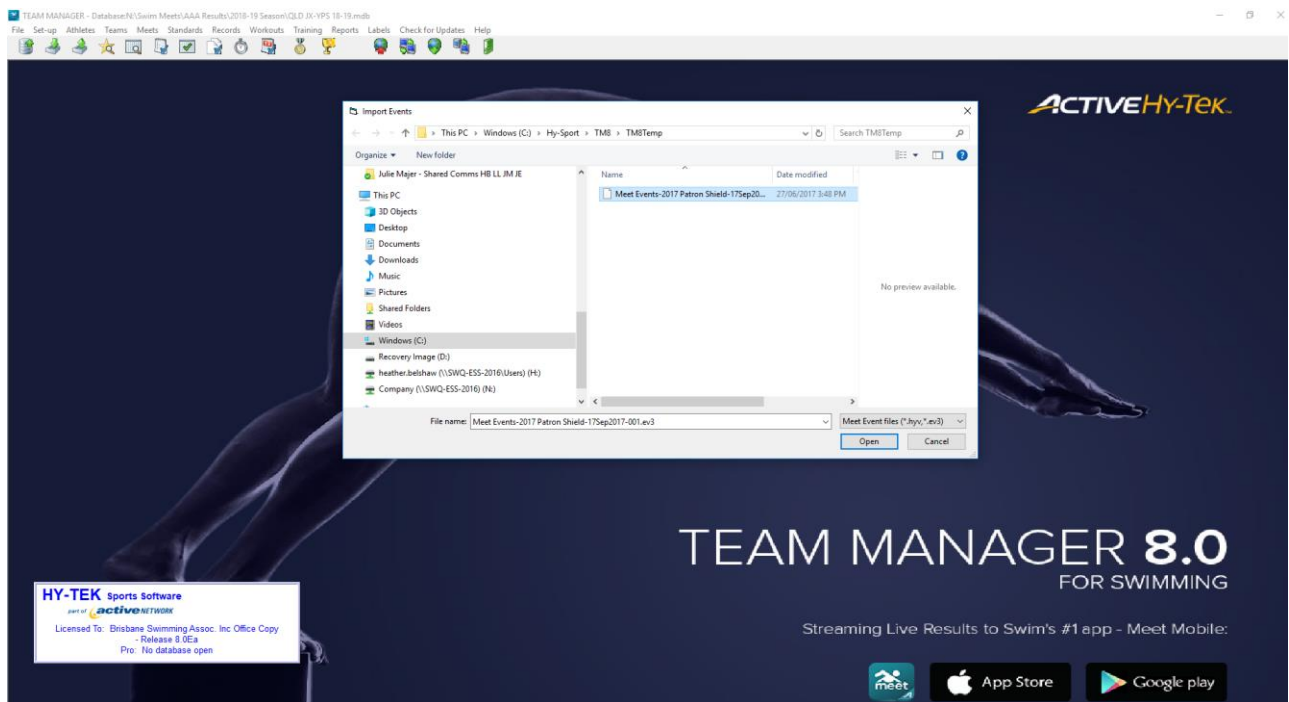 TEAM MANAGER - Database:N:\Swim Meets\AAA Results\2018-19 Season\QLD JX-YPS 18-19.mdb
File Set-up Athletes Teams Meets Standards Records Workouts Training Reports Labels Check for Updates Help
ACTIVEHY-TEK
Import Events
This PC > Windows (C:) > Hy-Sport > TM8 > TM8Temp
Search TM8Temp
Organize New folder
Julie Majer - Shared Comms HB LL JM JE
Name Date modified
This PC
Meet Events-2017 Patron Shield-17Sep20... 27/06/2017 3:48 PM
3D Objects
Desktop
Documents
Downloads
Music
Pictures
No preview available.
Shared Folders
Videos
Windows (C:)
Recovery Image (D:)
heather.belshaw (\\SWQ-ESS-2016\Users) (H:)
Company (\\SWQ-ESS-2016) (N:)
File name: Meet Events-2017 Patron Shield-17Sep2017-001.ev3 Meet Event files (*.hyv,*.ev3)
Open Cancel
TEAM MANAGER 8.0
FOR SWIMMING
HY-TEK Sports Software
part of active NETWORK
Licensed To: Brisbane Swimming Assoc. Inc Office Copy
- Release 8.0Ea
Pro: No database open
Streaming Live Results to Swim's #1 app - Meet Mobile:
meet App Store Google play